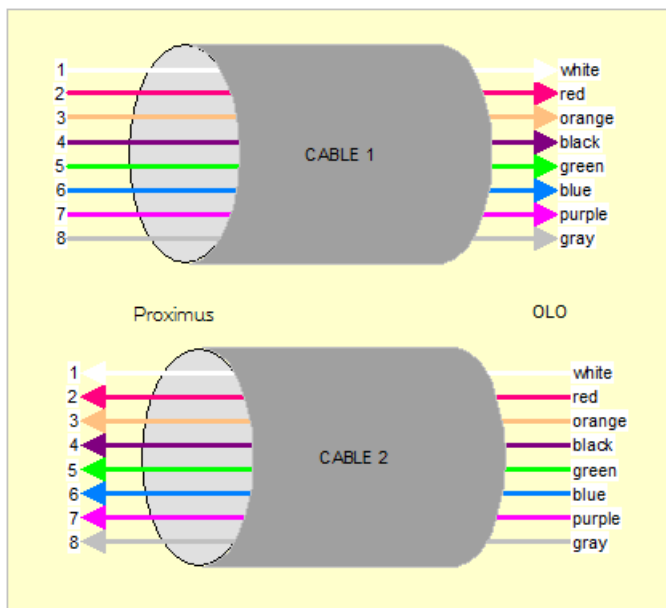 1 white
2 red
3 orange
4 black
CABLE 1
5 green
6 blue
7 purple
8 gray
Proximus OLO
1 white
2 red
3 orange
4 black
CABLE 2
5 green
6 blue
7 purple
8 gray